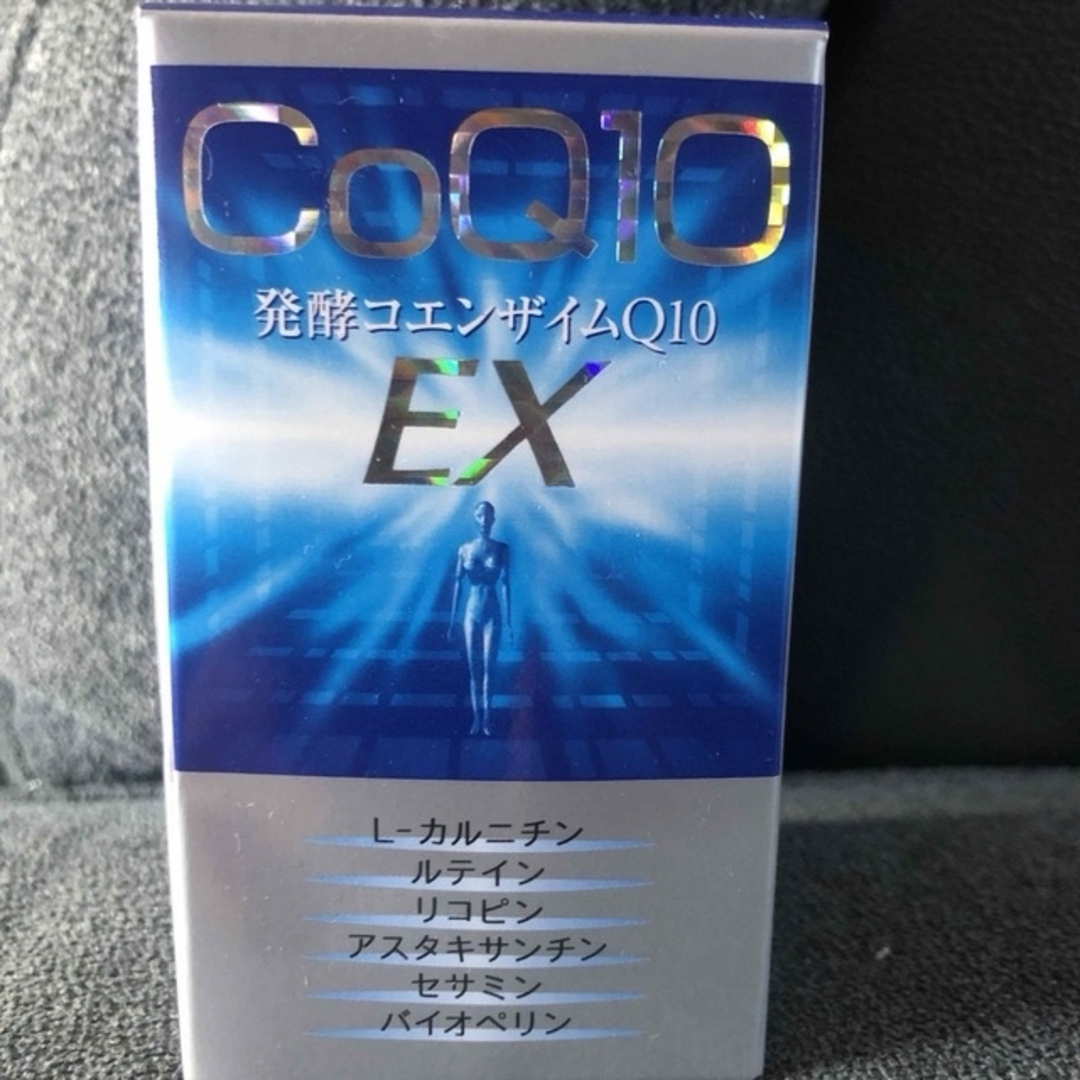 CoQ10
発酵コエンザイムQ10
EX
L-カルニチン
ルテイン
リコピン
アスタキサンチン
セサミン
バイオペリン